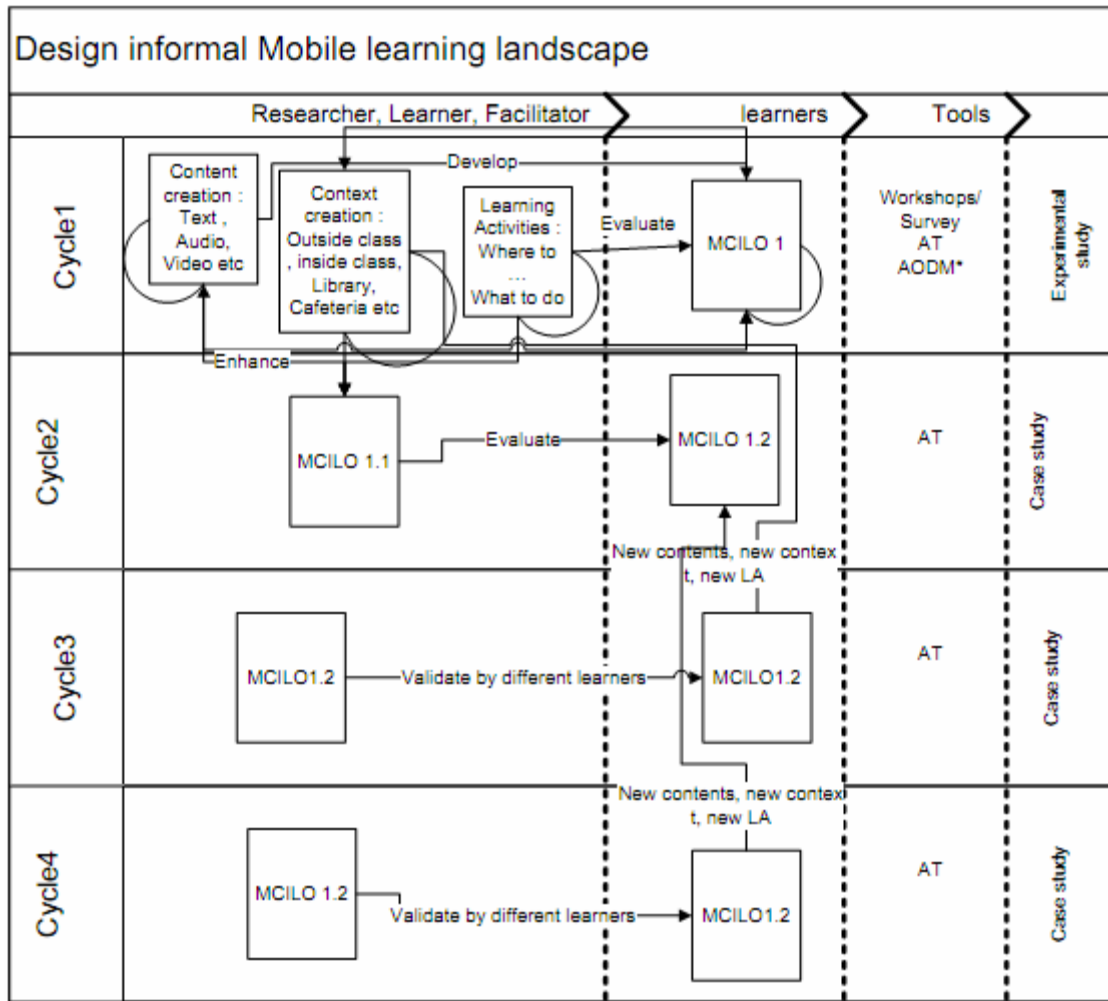 Design informal Mobile learning landscape
Researcher, Learner, Facilitator
learners
Tools
Cycle1
Content
creation :
Text ,
Audio,
Video etc
Context
creation :
Outside class
, inside class,
Library,
Cafeteria etc
Learning
Activities :
Where to
...
What to do
Develop
Evaluate
Enhance
MCILO 1
Workshops/
Survey
AT
AODM*
Experimental
study
Cycle2
MCILO 1.1
Evaluate
MCILO 1.2
AT
Case study
New contents, new contex
t, new LA
Cycle3
MCILO1.2
Validate by different learners
MCILO1.2
AT
Case study
New contents, new contex
t, new LA
Cycle4
MCILO 1.2
Validate by different learners
MCILO1.2
AT
Case study